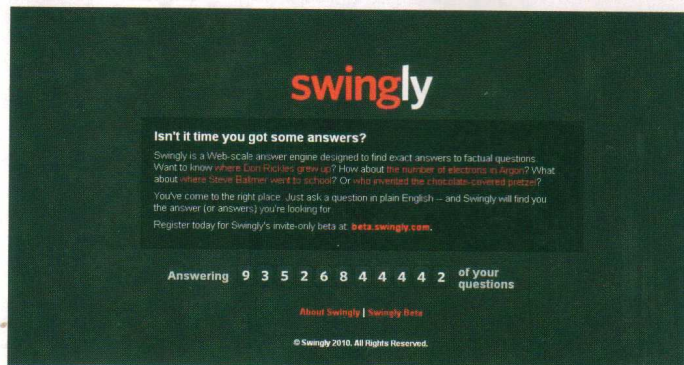 swingly
Isn't it time you got some answers?
Swingly is a Web-scale answer engine designed to find exact answers to factual questions.
Want to know where Don Rickles grew up? How about the number of electrons in Argon? What
about where Steve Ballmer went to school? Or who invented the chocolate-covered pretzel?
You've come to the right place. Just ask a question in plain English -- and Swingly will find you
the answer (or answers) you're looking for.
Register today for Swingly's invite-only beta at: beta.swingly.com.
Answering 9 3 5 2 6 8 4 4 4 4 2 of your
questions
About Swingly | Swingly Beta
© Swingly 2010. All Rights Reserved.